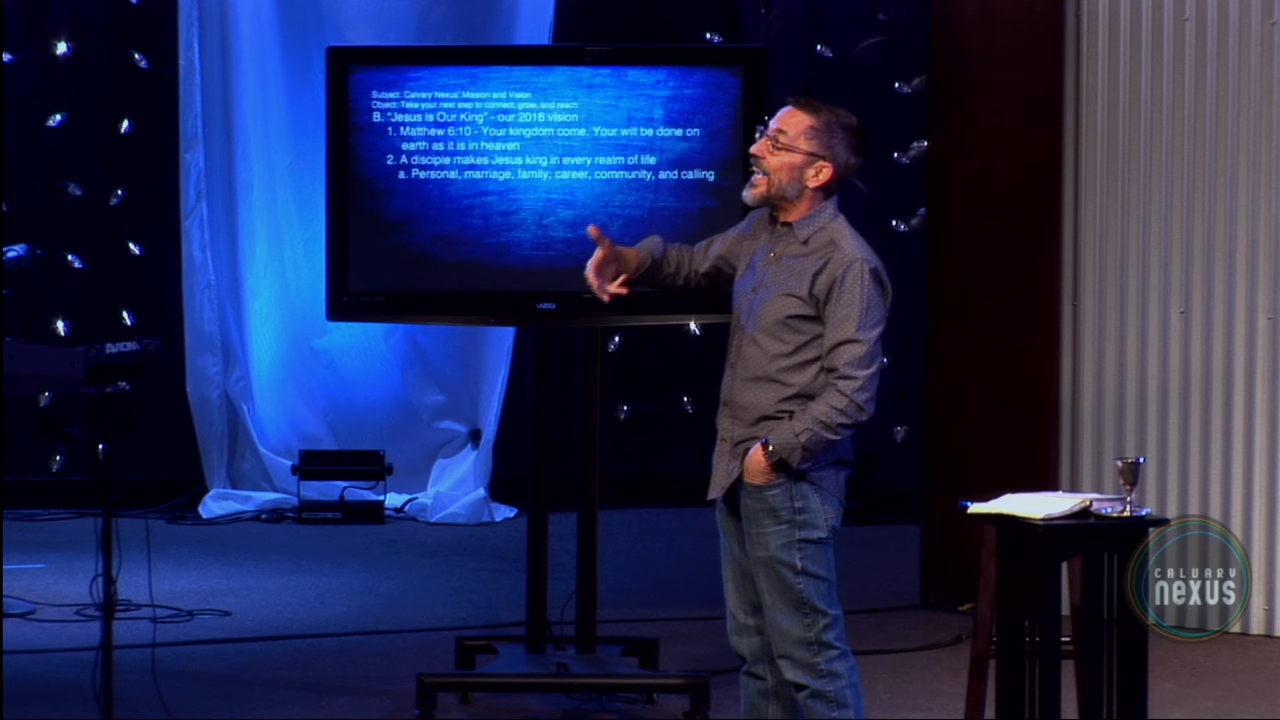 Subject: Calvary Nexus' Mission and Vision
Object: Take your next step to connect, grow, and reach
B. "Jesus is Our King" - our 2016 vision
1. Matthew 6:10 - Your kingdom come. Your will be done on
earth as it is in heaven
2. A disciple makes Jesus king in every realm of life
a. Personal, marriage, family, career, community, and calling
VIZIO
CALVARY
nexus